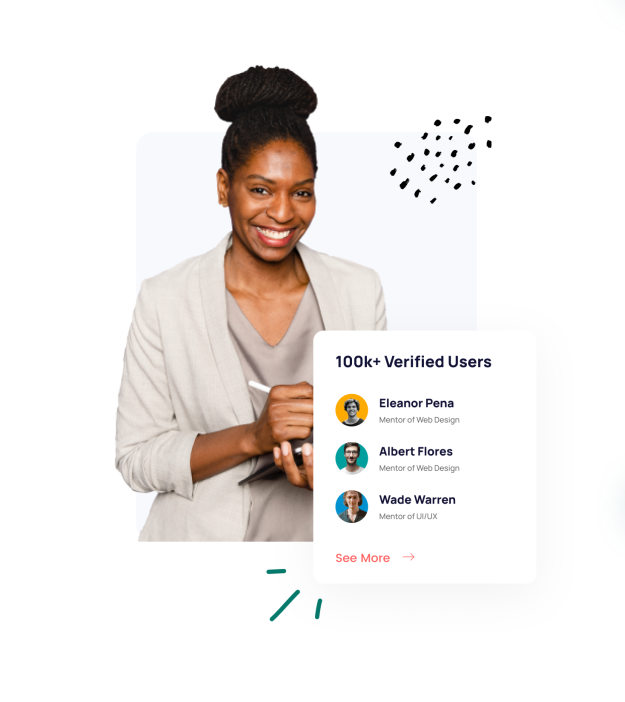 100k+ Verified Users
Eleanor Pena
Mentor of Web Design
Albert Flores
Mentor of Web Design
Wade Warren
Mentor of UI/UX
See More